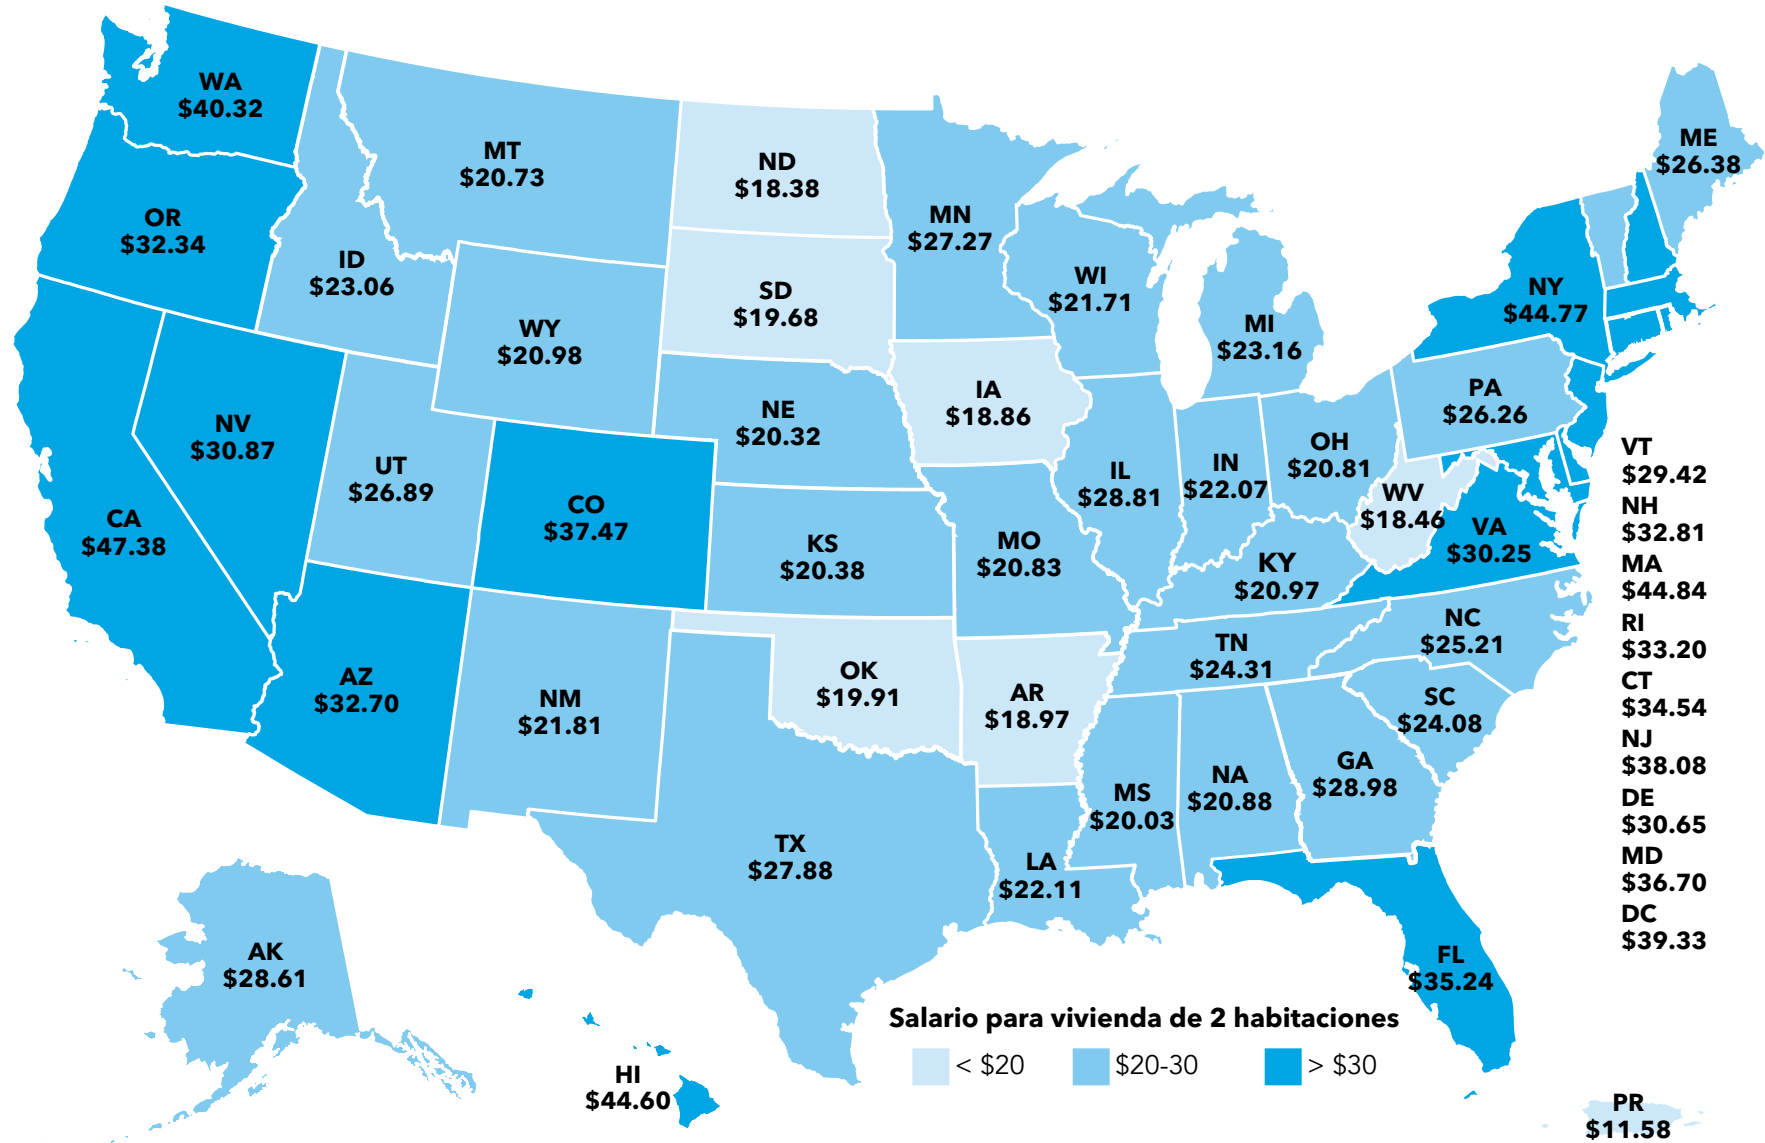 WA
$40.32
OR
$32.34
CA
$47.38
NV
$30.87
ID
$23.06
MT
$20.73
WY
$20.98
UT
$26.89
CO
$37.47
AZ
$32.70
NM
$21.81
ND
$18.38
SD
$19.68
NE
$20.32
KS
$20.38
OK
$19.91
TX
$27.88
MN
$27.27
IA
$18.86
MO
$20.83
AR
$18.97
LA
$22.11
WI
$21.71
IL
$28.81
MI
$23.16
IN
$22.07
OH
$20.81
KY
$20.97
TN
$24.31
MS
$20.03
NA
$20.88
GA
$28.98
FL
$35.24
SC
$24.08
NC
$25.21
VA
$30.25
WV
$18.46
PA
$26.26
NY
$44.77
ME
$26.38
VT
$29.42
NH
$32.81
MA
$44.84
RI
$33.20
CT
$34.54
NJ
$38.08
DE
$30.65
MD
$36.70
DC
$39.33
AK
$28.61
HI
$44.60
PR
$11.58
Salario para vivienda de 2 habitaciones
< $20
$20-30
> $30